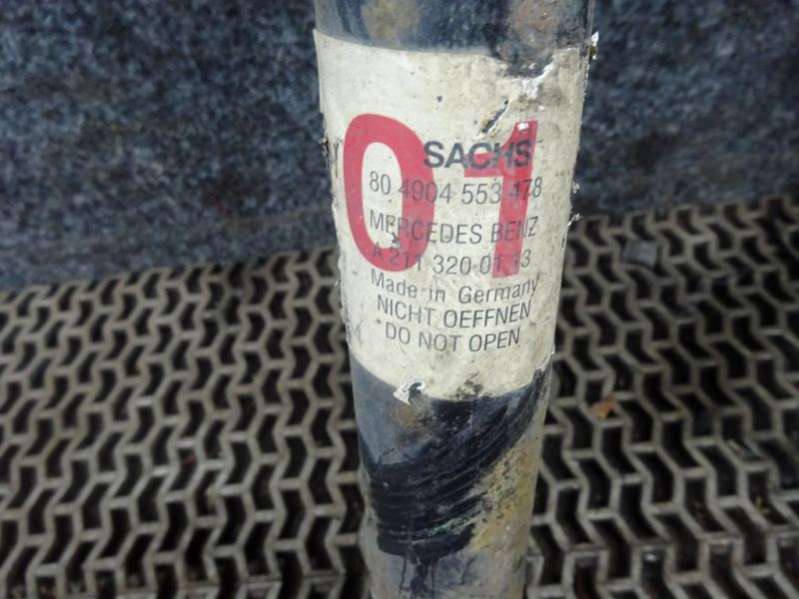 01
SACHS
80 4904 553 478
MERCEDES BENZ
A 211 320 01 13
Made in Germany
NICHT OEFFNEN
DO NOT OPEN